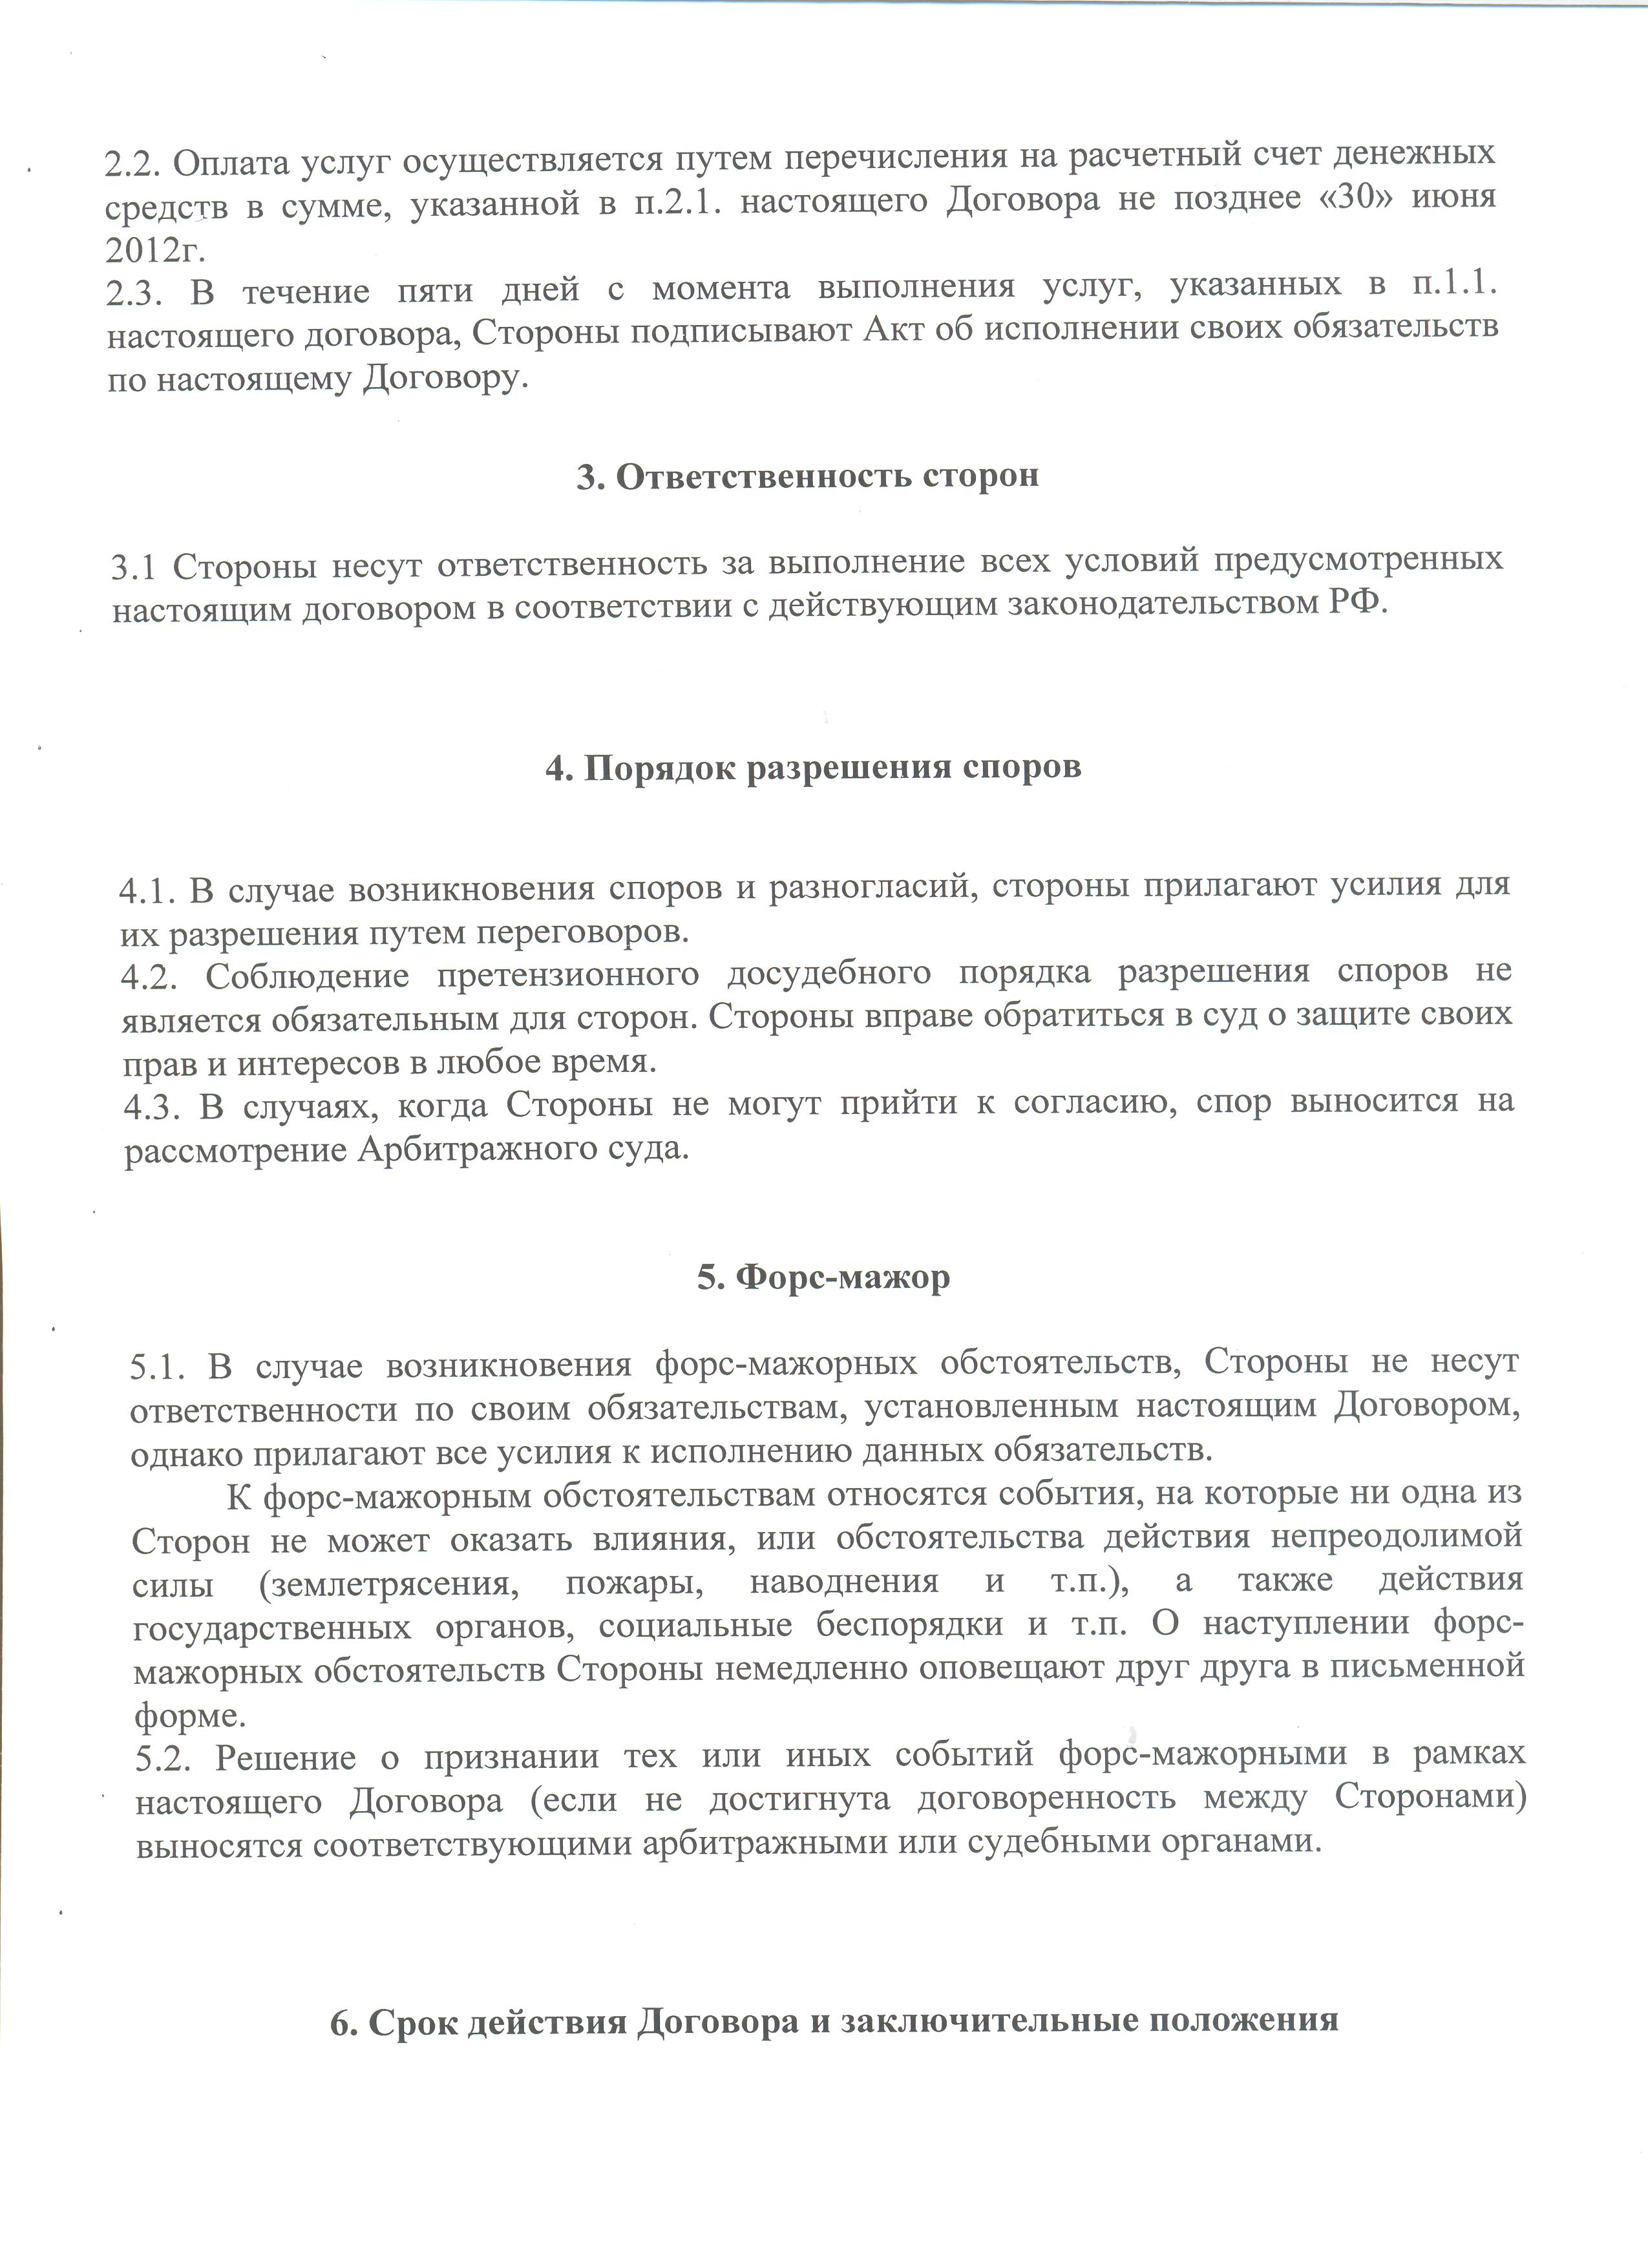 2.2. Оплата услуг осуществляется путем перечисления на расчетный счет денежных
средств в сумме, указанной в п.2.1. настоящего Договора не позднее «30» июня
2012г.
2.3. В течение пяти дней с момента выполнения услуг, указанных в п.1.1.
настоящего договора, Стороны подписывают Акт об исполнении своих обязательств
по настоящему Договору.
3. Ответственность сторон
3.1 Стороны несут ответственность за выполнение всех условий предусмотренных
настоящим договором в соответствии с действующим законодательством РФ.
4. Порядок разрешения споров
4.1. В случае возникновения споров и разногласий, стороны прилагают усилия для
их разрешения путем переговоров.
4.2. Соблюдение претензионного досудебного порядка разрешения споров не
является обязательным для сторон. Стороны вправе обратиться в суд о защите своих
прав и интересов в любое время.
4.3. В случаях, когда Стороны не могут прийти к согласию, спор выносится на
рассмотрение Арбитражного суда.
5. Форс-мажор
5.1. В случае возникновения форс-мажорных обстоятельств, Стороны не несут
ответственности по своим обязательствам, установленным настоящим Договором,
однако прилагают все усилия к исполнению данных обязательств.
К форс-мажорным обстоятельствам относятся события, на которые ни одна из
Сторон не может оказать влияния, или обстоятельства действия непреодолимой
силы (землетрясения, пожары, наводнения и т.п.), а также действия
государственных органов, социальные беспорядки и т.п. О наступлении форс-
мажорных обстоятельств Стороны немедленно оповещают друг друга в письменной
форме.
5.2. Решение о признании тех или иных событий форс-мажорными в рамках
настоящего Договора (если не достигнута договоренность между Сторонами)
выносятся соответствующими арбитражными или судебными органами.
6. Срок действия Договора и заключительные положения